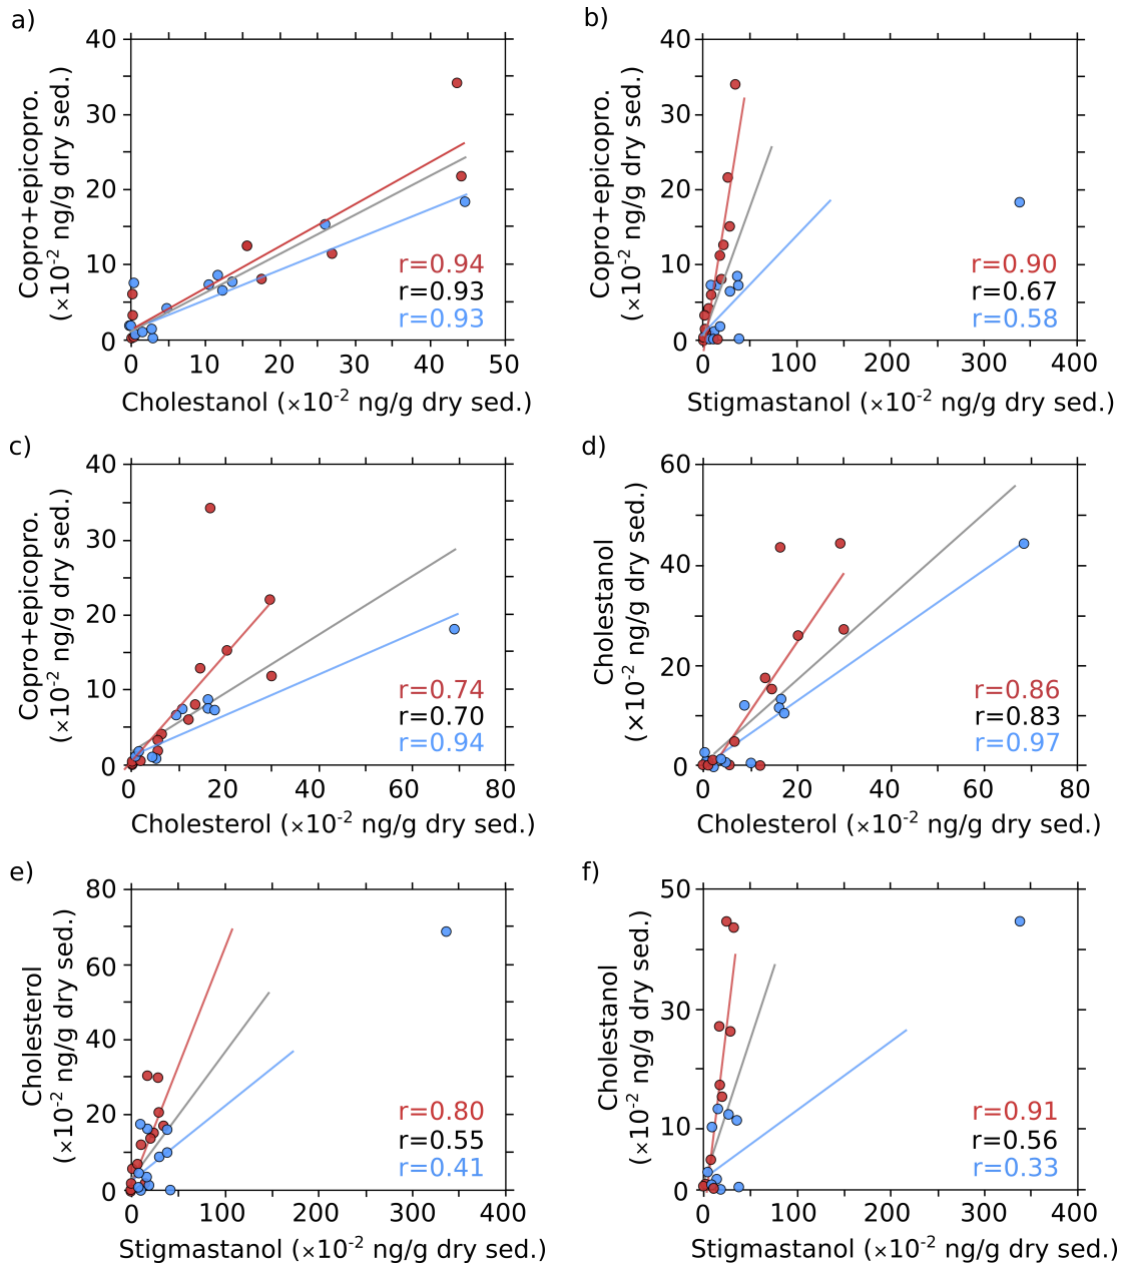 a)
40
30
20
10
0
Copro+epicopro.
(×10-2 ng/g dry sed.)
r=0.94
r=0.93
r=0.93
0 10 20 30 40 50
Cholestanol (×10-2 ng/g dry sed.)
b)
40
30
20
10
0
Copro+epicopro.
(×10-2 ng/g dry sed.)
r=0.90
r=0.67
r=0.58
0 100 200 300 400
Stigmastanol (×10-2 ng/g dry sed.)
c)
40
30
20
10
0
Copro+epicopro.
(×10-2 ng/g dry sed.)
r=0.74
r=0.70
r=0.94
0 20 40 60 80
Cholesterol (×10-2 ng/g dry sed.)
d)
60
40
20
0
Cholestanol
(×10-2 ng/g dry sed.)
r=0.86
r=0.83
r=0.97
0 20 40 60 80
Cholesterol (×10-2 ng/g dry sed.)
e)
80
60
40
20
0
Cholesterol
(×10-2 ng/g dry sed.)
r=0.80
r=0.55
r=0.41
0 100 200 300 400
Stigmastanol (×10-2 ng/g dry sed.)
f)
50
30
10
0
Cholestanol
(×10-2 ng/g dry sed.)
r=0.91
r=0.56
r=0.33
0 100 200 300 400
Stigmastanol (×10-2 ng/g dry sed.)